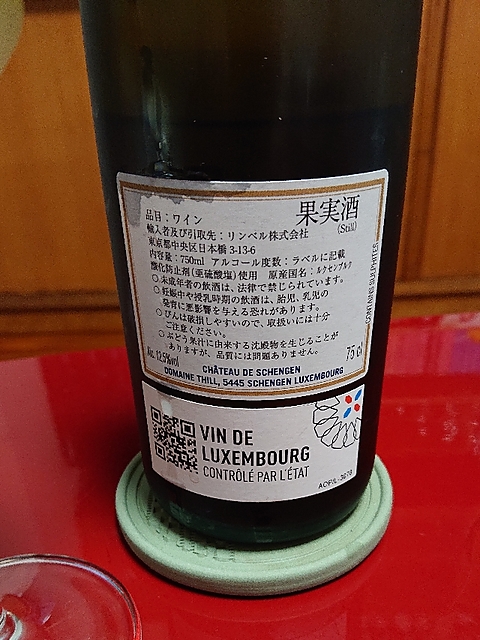 果実酒
(Still)
品目：ワイン
輸入者及び引取先：リンベル株式会社
東京都中央区日本橋 3-13-6
内容量：750ml アルコール度数：ラベルに記載
酸化防止剤(亜硫酸塩)使用 原産国名：ルクセンブルク
○未成年者の飲酒は、法律で禁じられています。
○妊娠中や授乳時期の飲酒は、胎児、乳児の
発育に悪影響を与える恐れがあります。
○びんは破損しやすいので、取扱いには十分
ご注意ください。
○ぶどう果汁に由来する沈殿物を生じることが
ありますが、品質には問題ありません。
Alc. 12.5%vol
75 cl
CHÂTEAU DE SCHENGEN
DOMAINE THILL, 5445 SCHENGEN LUXEMBOURG
CONTAINS SULPHITES
VIN DE
LUXEMBOURG
CONTRÔLÉ PAR L'ÉTAT